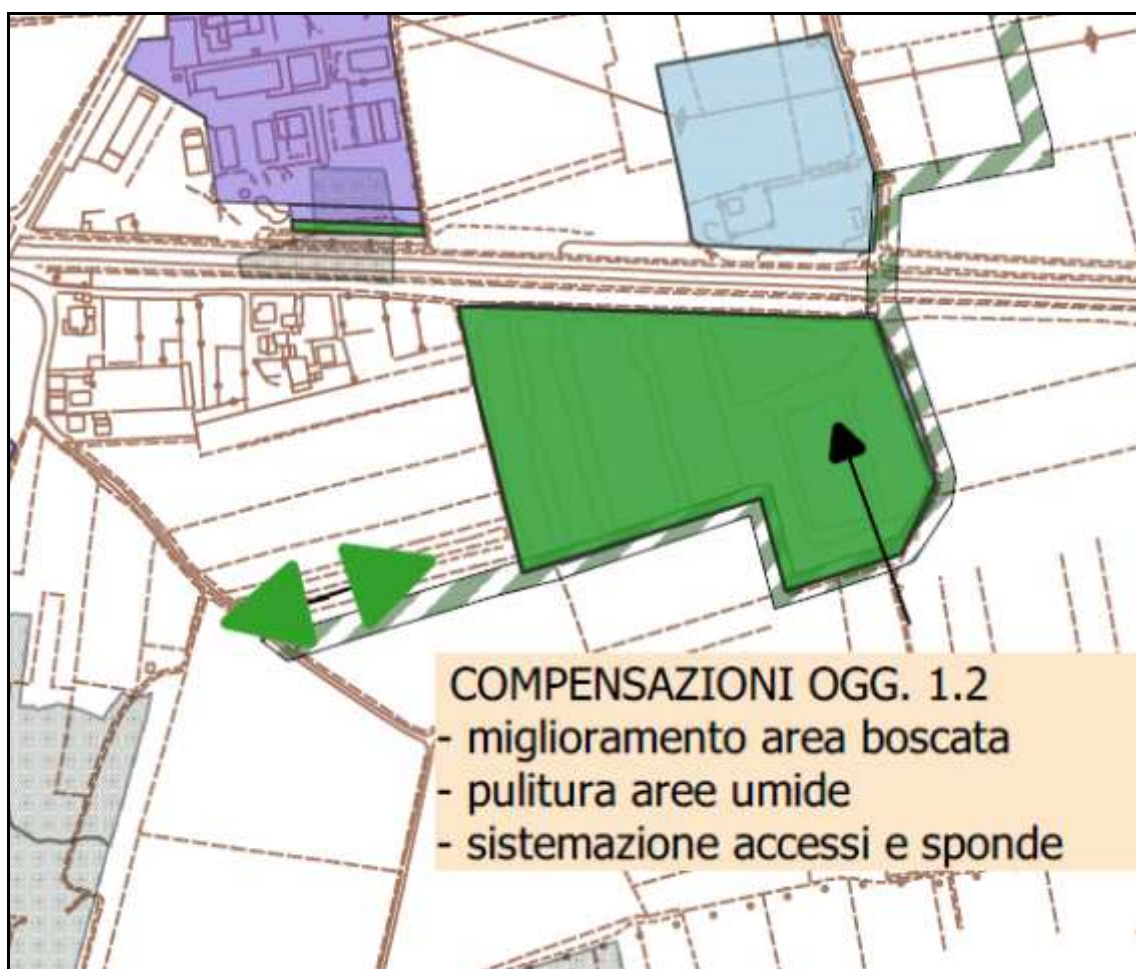 COMPENSAZIONI OGG. 1.2
- miglioramento area boscata
- pulitura aree umide
- sistemazione accessi e sponde